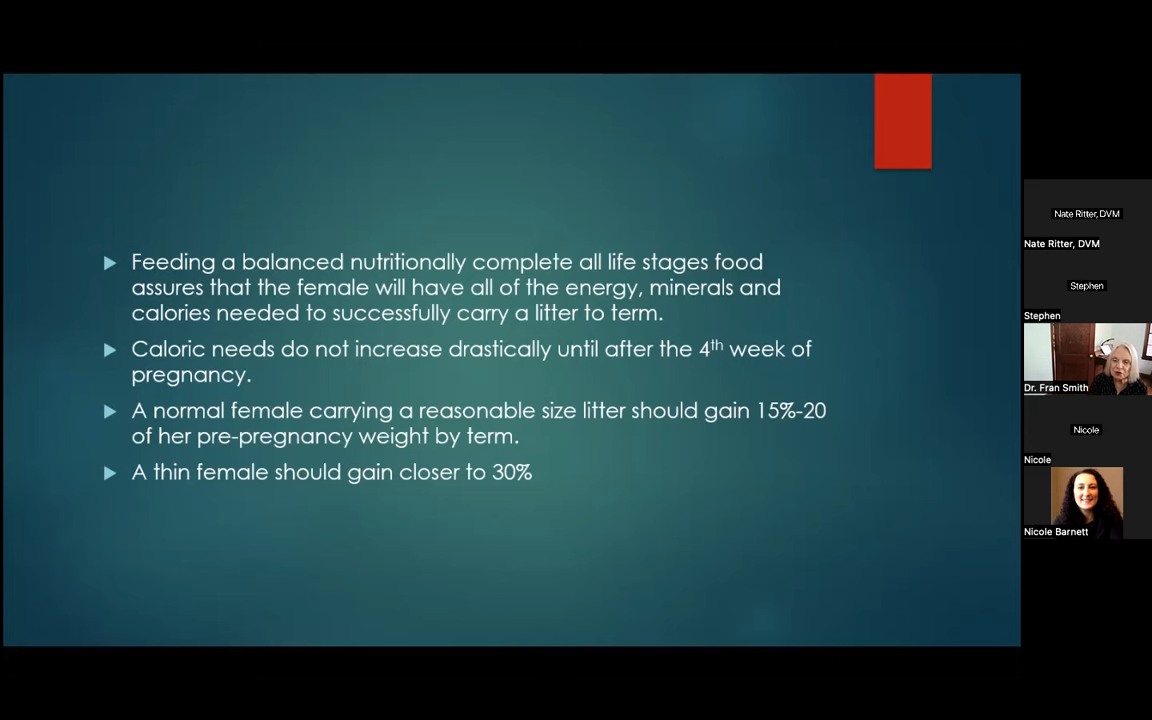 Feeding a balanced nutritionally complete all life stages food
assures that the female will have all of the energy, minerals and
calories needed to successfully carry a litter to term.
Caloric needs do not increase drastically until after the 4th week of
pregnancy.
A normal female carrying a reasonable size litter should gain 15%-20
of her pre-pregnancy weight by term.
A thin female should gain closer to 30%
Nate Ritter, DVM
Nate Ritter, DVM
Stephen
Stephen
Dr. Fran Smith
Nicole
Nicole
Nicole Barnett